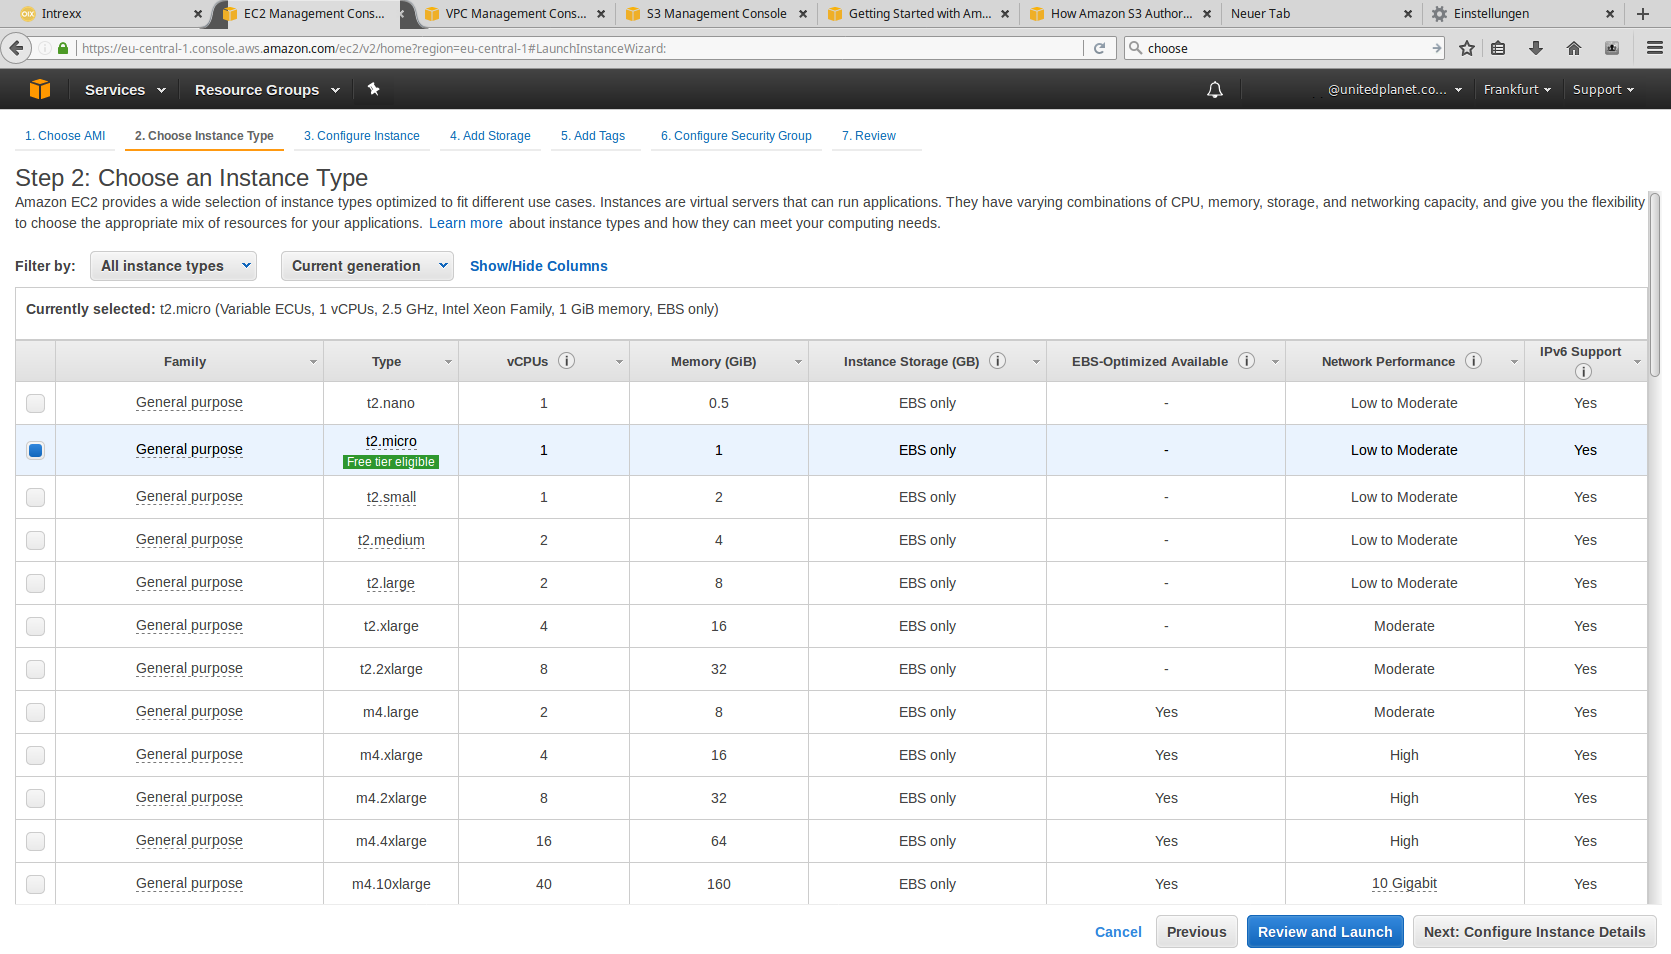 Intrexx
EC2 Management Cons...
VPC Management Cons...
S3 Management Console
Getting Started with Am...
How Amazon S3 Author...
Neuer Tab
Einstellungen
https://eu-central-1.console.aws.amazon.com/ec2/v2/home?region=eu-central-1#LaunchInstanceWizard:
choose
Services
Resource Groups
@unitedplanet.co...
Frankfurt
Support
1. Choose AMI
2. Choose Instance Type
3. Configure Instance
4. Add Storage
5. Add Tags
6. Configure Security Group
7. Review
Step 2: Choose an Instance Type
Amazon EC2 provides a wide selection of instance types optimized to fit different use cases. Instances are virtual servers that can run applications. They have varying combinations of CPU, memory, storage, and networking capacity, and give you the flexibility
to choose the appropriate mix of resources for your applications. Learn more about instance types and how they can meet your computing needs.
Filter by: All instance types Current generation Show/Hide Columns
Currently selected: t2.micro (Variable ECUs, 1 vCPUs, 2.5 GHz, Intel Xeon Family, 1 GiB memory, EBS only)
Family Type vCPUs i Memory (GiB) Instance Storage (GB) i EBS-Optimized Available i Network Performance i IPv6 Support i
General purpose t2.nano 1 0.5 EBS only - Low to Moderate Yes
General purpose t2.micro 1 1 EBS only - Low to Moderate Yes
Free tier eligible
General purpose t2.small 1 2 EBS only - Low to Moderate Yes
General purpose t2.medium 2 4 EBS only - Low to Moderate Yes
General purpose t2.large 2 8 EBS only - Low to Moderate Yes
General purpose t2.xlarge 4 16 EBS only - Moderate Yes
General purpose t2.2xlarge 8 32 EBS only - Moderate Yes
General purpose m4.large 2 8 EBS only Yes Moderate Yes
General purpose m4.xlarge 4 16 EBS only Yes High Yes
General purpose m4.2xlarge 8 32 EBS only Yes High Yes
General purpose m4.4xlarge 16 64 EBS only Yes High Yes
General purpose m4.10xlarge 40 160 EBS only Yes 10 Gigabit Yes
Cancel Previous Review and Launch Next: Configure Instance Details